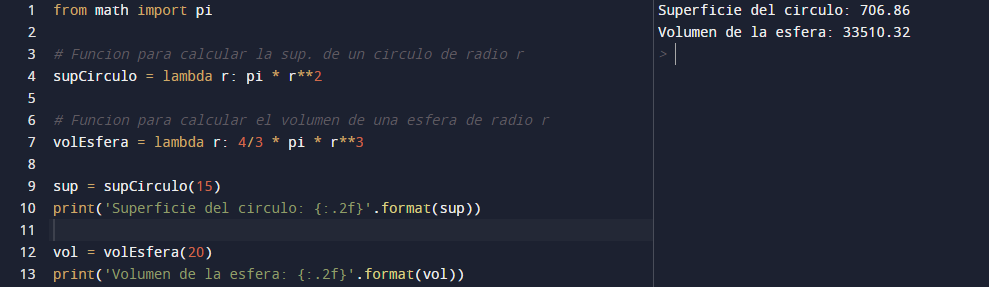 1 from math import pi
2
3 # Funcion para calcular la sup. de un circulo de radio r
4 supCirculo = lambda r: pi * r**2
5
6 # Funcion para calcular el volumen de una esfera de radio r
7 volEsfera = lambda r: 4/3 * pi * r**3
8
9 sup = supCirculo(15)
10 print('Superficie del circulo: {:.2f}'.format(sup))
11
12 vol = volEsfera(20)
13 print('Volumen de la esfera: {:.2f}'.format(vol))
Superficie del circulo: 706.86
Volumen de la esfera: 33510.32
>